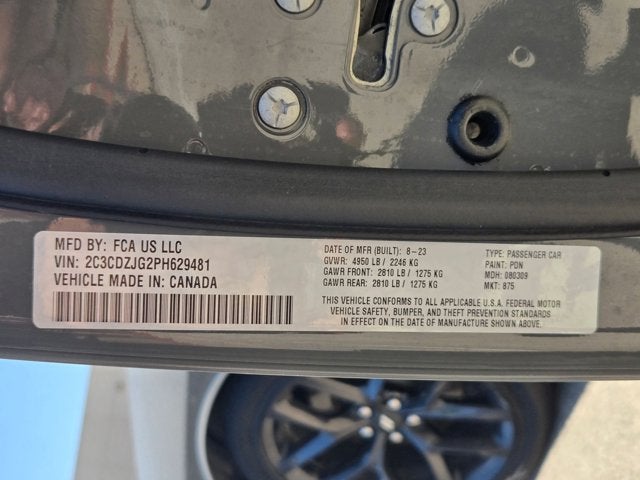 MFD BY: FCA US LLC
VIN: 2C3CDZJG2PH629481
VEHICLE MADE IN: CANADA
DATE OF MFR (BUILT): 8-23
GVWR: 4950 LB / 2246 KG
GAWR FRONT: 2810 LB / 1275 KG
GAWR REAR: 2810 LB / 1275 KG
TYPE: PASSENGER CAR
PAINT: PDN
MDH: 080309
MKT: 875
THIS VEHICLE CONFORMS TO ALL APPLICABLE U.S.A. FEDERAL MOTOR
VEHICLE SAFETY, BUMPER, AND THEFT PREVENTION STANDARDS
IN EFFECT ON THE DATE OF MANUFACTURE SHOWN ABOVE.